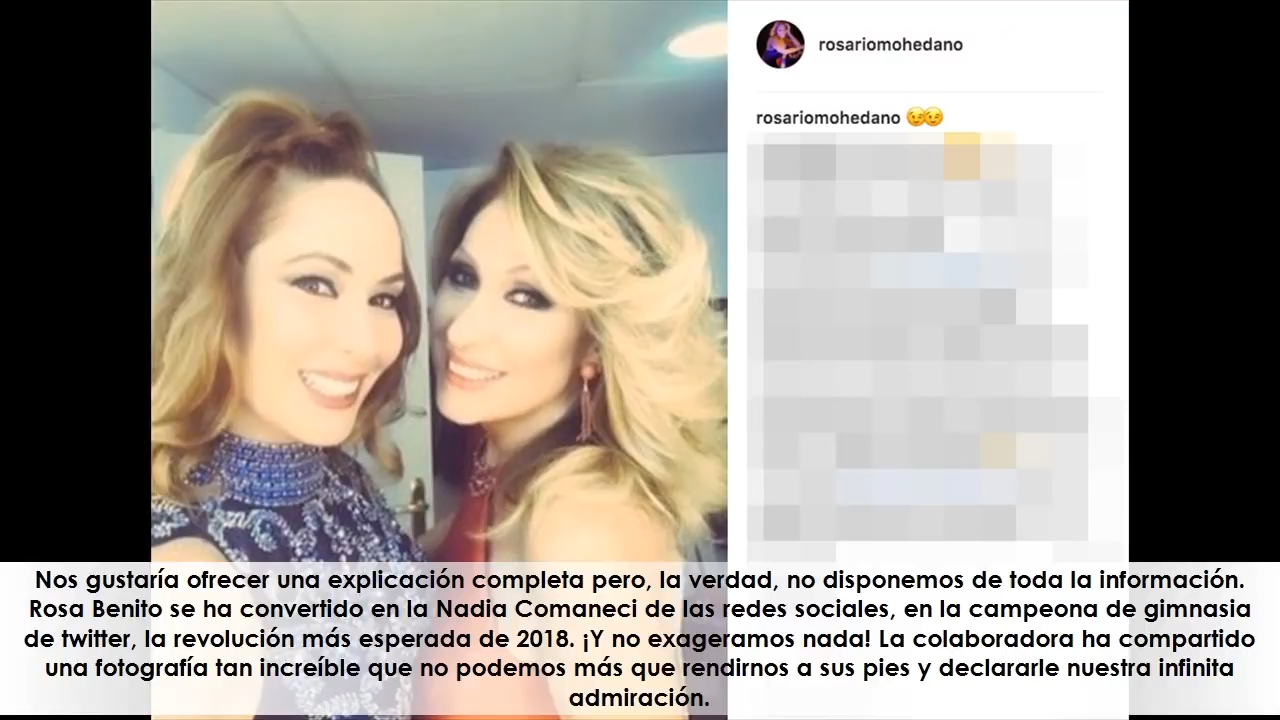 rosariomohedano
rosariomohedano 😉😉
Nos gustaría ofrecer una explicación completa pero, la verdad, no disponemos de toda la información.
Rosa Benito se ha convertido en la Nadia Comaneci de las redes sociales, en la campeona de gimnasia
de twitter, la revolución más esperada de 2018. ¡Y no exageramos nada! La colaboradora ha compartido
una fotografía tan increíble que no podemos más que rendirnos a sus pies y declararle nuestra infinita
admiración.